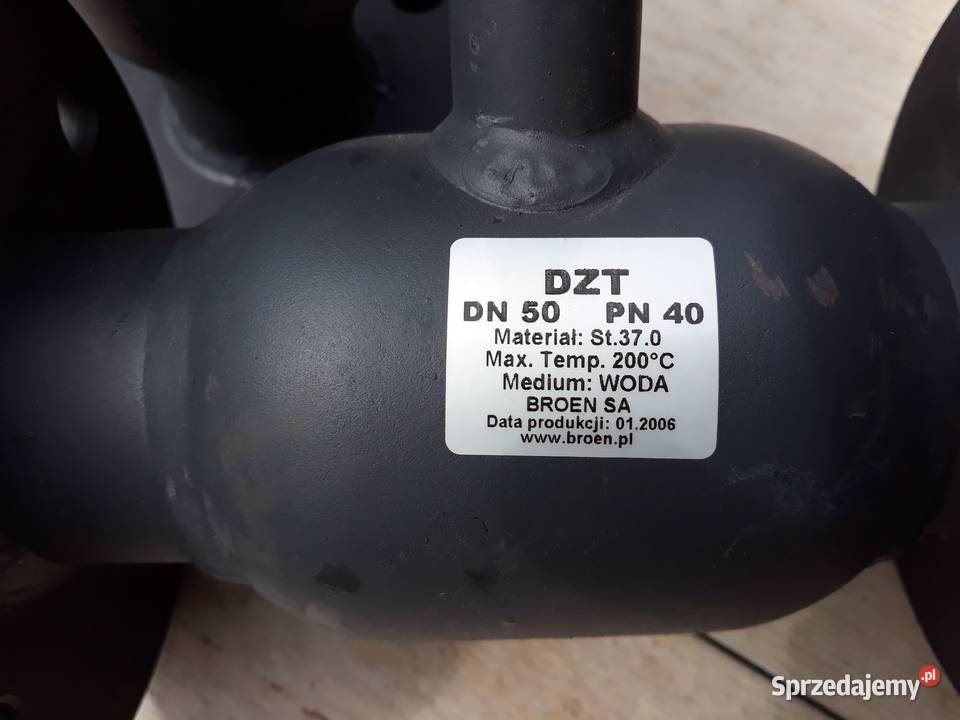 DZT
DN 50 PN 40
Materiał: St.37.0
Max. Temp. 200°C
Medium: WODA
BROEN SA
Data produkcji: 01.2006
www.broen.pl
Sprzedajemy.pl